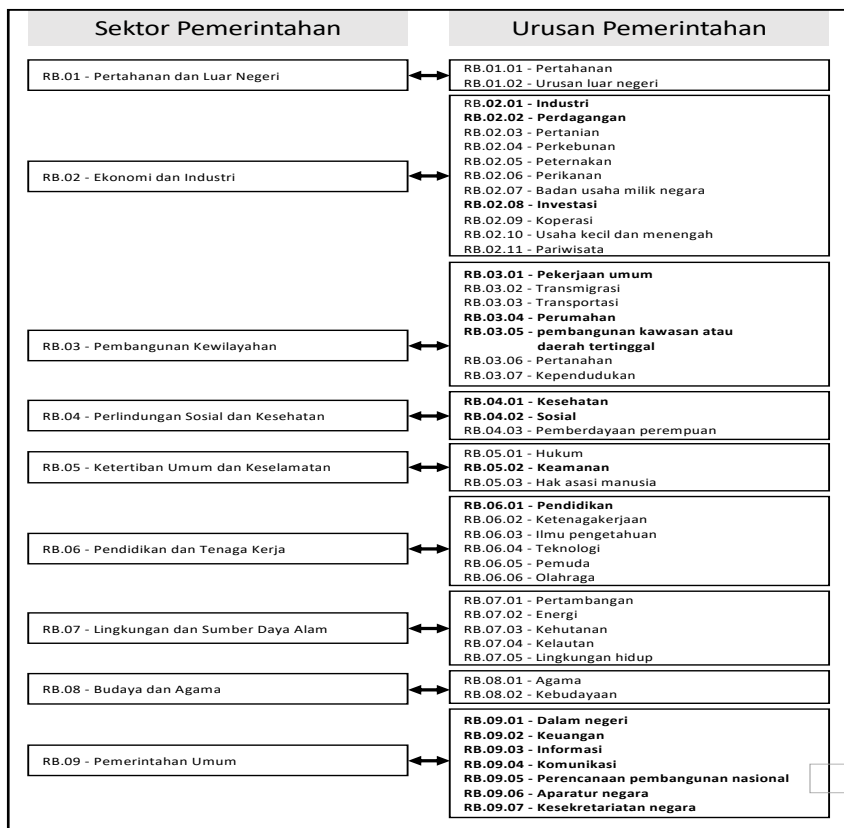 Sektor Pemerintahan
Urusan Pemerintahan
RB.01 - Pertahanan dan Luar Negeri
RB.01.01 - Pertahanan
RB.01.02 - Urusan luar negeri
RB.02 - Ekonomi dan Industri
RB.02.01 - Industri
RB.02.02 - Perdagangan
RB.02.03 - Pertanian
RB.02.04 - Perkebunan
RB.02.05 - Peternakan
RB.02.06 - Perikanan
RB.02.07 - Badan usaha milik negara
RB.02.08 - Investasi
RB.02.09 - Koperasi
RB.02.10 - Usaha kecil dan menengah
RB.02.11 - Pariwisata
RB.03 - Pembangunan Kewilayahan
RB.03.01 - Pekerjaan umum
RB.03.02 - Transmigrasi
RB.03.03 - Transportasi
RB.03.04 - Perumahan
RB.03.05 - pembangunan kawasan atau
daerah tertinggal
RB.03.06 - Pertanahan
RB.03.07 - Kependudukan
RB.04 - Perlindungan Sosial dan Kesehatan
RB.04.01 - Kesehatan
RB.04.02 - Sosial
RB.04.03 - Pemberdayaan perempuan
RB.05 - Ketertiban Umum dan Keselamatan
RB.05.01 - Hukum
RB.05.02 - Keamanan
RB.05.03 - Hak asasi manusia
RB.06 - Pendidikan dan Tenaga Kerja
RB.06.01 - Pendidikan
RB.06.02 - Ketenagakerjaan
RB.06.03 - Ilmu pengetahuan
RB.06.04 - Teknologi
RB.06.05 - Pemuda
RB.06.06 - Olahraga
RB.07 - Lingkungan dan Sumber Daya Alam
RB.07.01 - Pertambangan
RB.07.02 - Energi
RB.07.03 - Kehutanan
RB.07.04 - Kelautan
RB.07.05 - Lingkungan hidup
RB.08 - Budaya dan Agama
RB.08.01 - Agama
RB.08.02 - Kebudayaan
RB.09 - Pemerintahan Umum
RB.09.01 - Dalam negeri
RB.09.02 - Keuangan
RB.09.03 - Informasi
RB.09.04 - Komunikasi
RB.09.05 - Perencanaan pembangunan nasional
RB.09.06 - Aparatur negara
RB.09.07 - Kesekretariatan negara